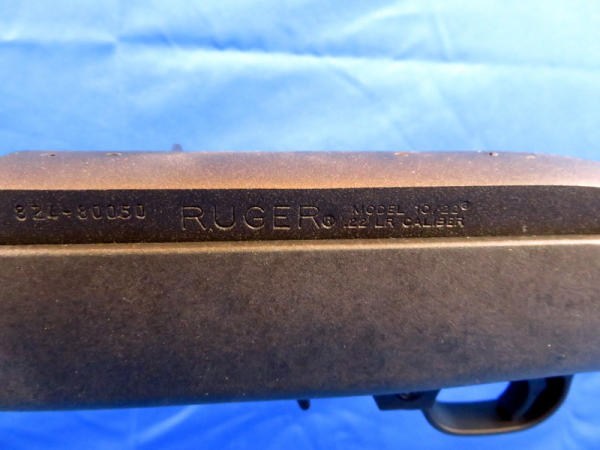 RUGER®
MODEL 10/22®
.22 LR CALIBER